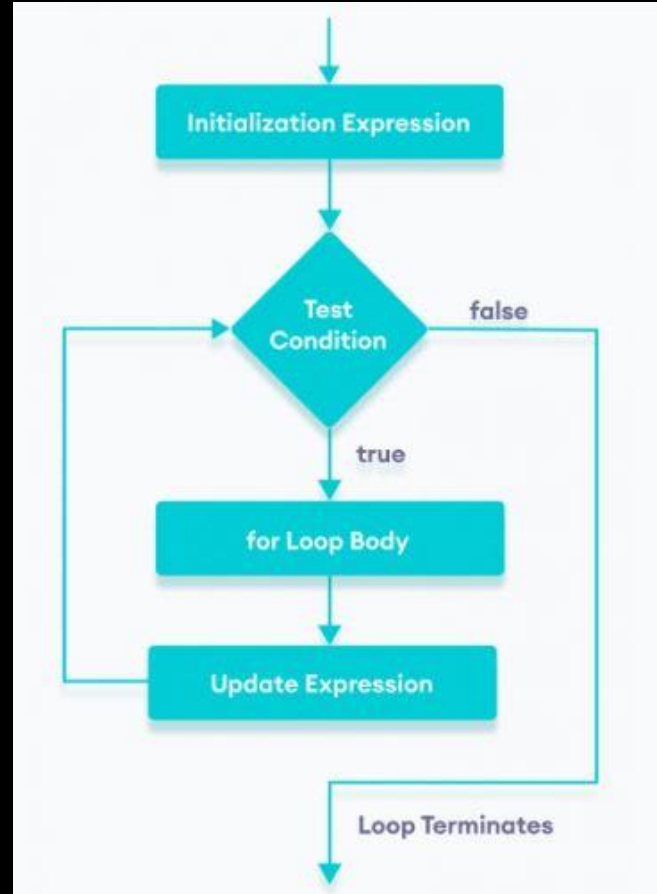 Initialization Expression
Test
Condition
false
true
for Loop Body
Update Expression
Loop Terminates